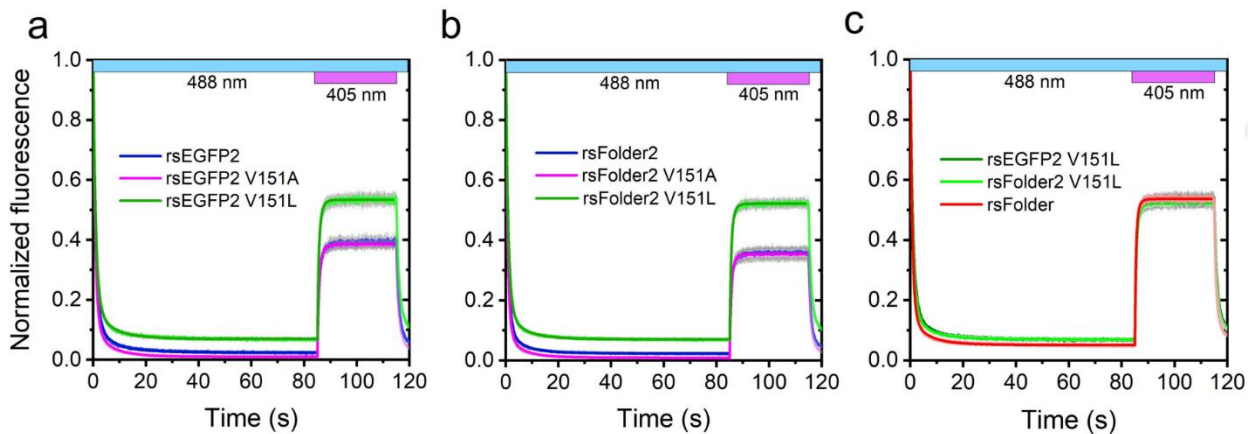 a
488 nm
405 nm
rsEGFP2
rsEGFP2 V151A
rsEGFP2 V151L
Normalized fluorescence
1.0
0.8
0.6
0.4
0.2
0.0
0 20 40 60 80 100 120
Time (s)
b
488 nm
405 nm
rsFolder2
rsFolder2 V151A
rsFolder2 V151L
1.0
0.8
0.6
0.4
0.2
0.0
0 20 40 60 80 100 120
Time (s)
c
488 nm
405 nm
rsEGFP2 V151L
rsFolder2 V151L
rsFolder
1.0
0.8
0.6
0.4
0.2
0.0
0 20 40 60 80 100 120
Time (s)